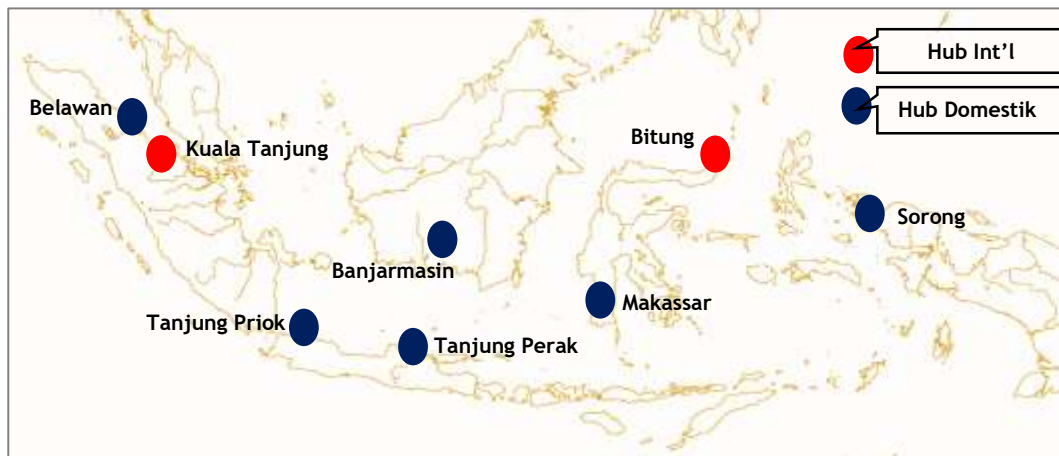 Hub Int'l
Belawan
Hub Domestik
Kuala Tanjung
Bitung
Sorong
Banjarmasin
Makassar
Tanjung Priok
Tanjung Perak